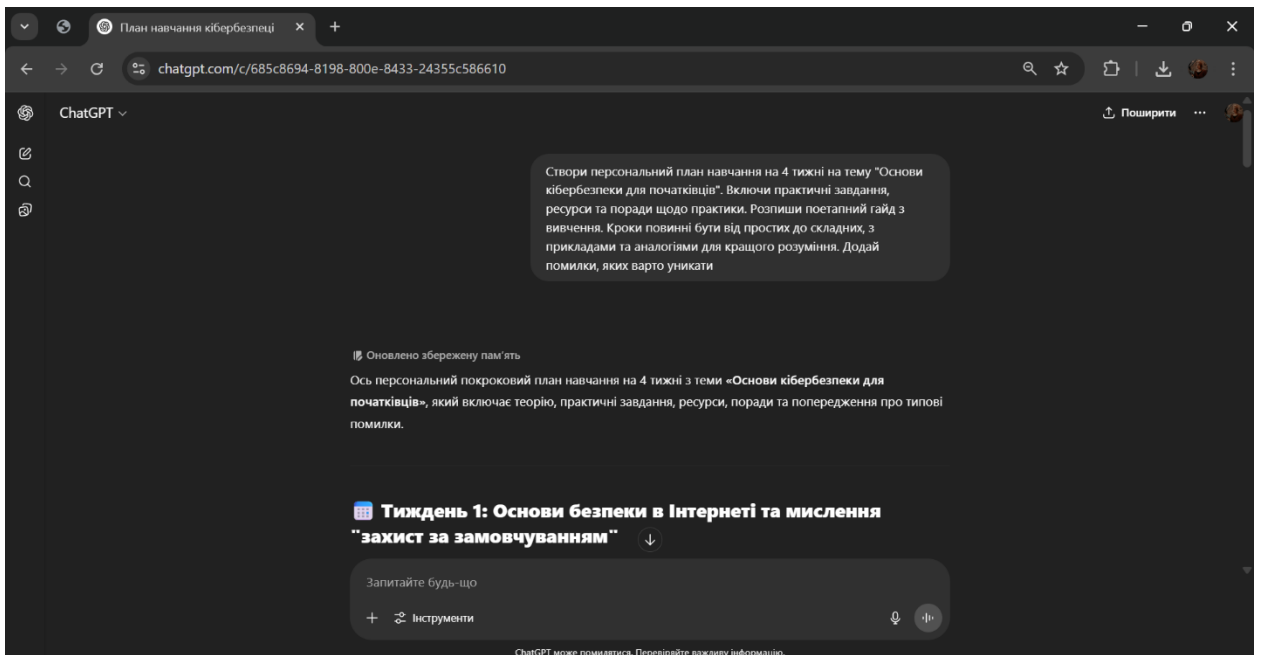 План навчання кібербезпеці
chatgpt.com/c/685c8694-8198-800e-8433-24355c586610
ChatGPT
Поширити
Створи персональний план навчання на 4 тижні на тему "Основи
кібербезпеки для початківців". Включи практичні завдання,
ресурси та поради щодо практики. Розпиши поетапний гайд з
вивчення. Кроки повинні бути від простих до складних, з
прикладами та аналогіями для кращого розуміння. Додай
помилки, яких варто уникати
Оновлено збережену пам'ять
Ось персональний покроковий план навчання на 4 тижні з теми «Основи кібербезпеки для
початківців», який включає теорію, практичні завдання, ресурси, поради та попередження про типові
помилки.
Тиждень 1: Основи безпеки в Інтернеті та мислення
"захист за замовчуванням"
Запитайте будь-що
Інструменти
ChatGPT може помилятися. Перевіряйте важливу інформацію.